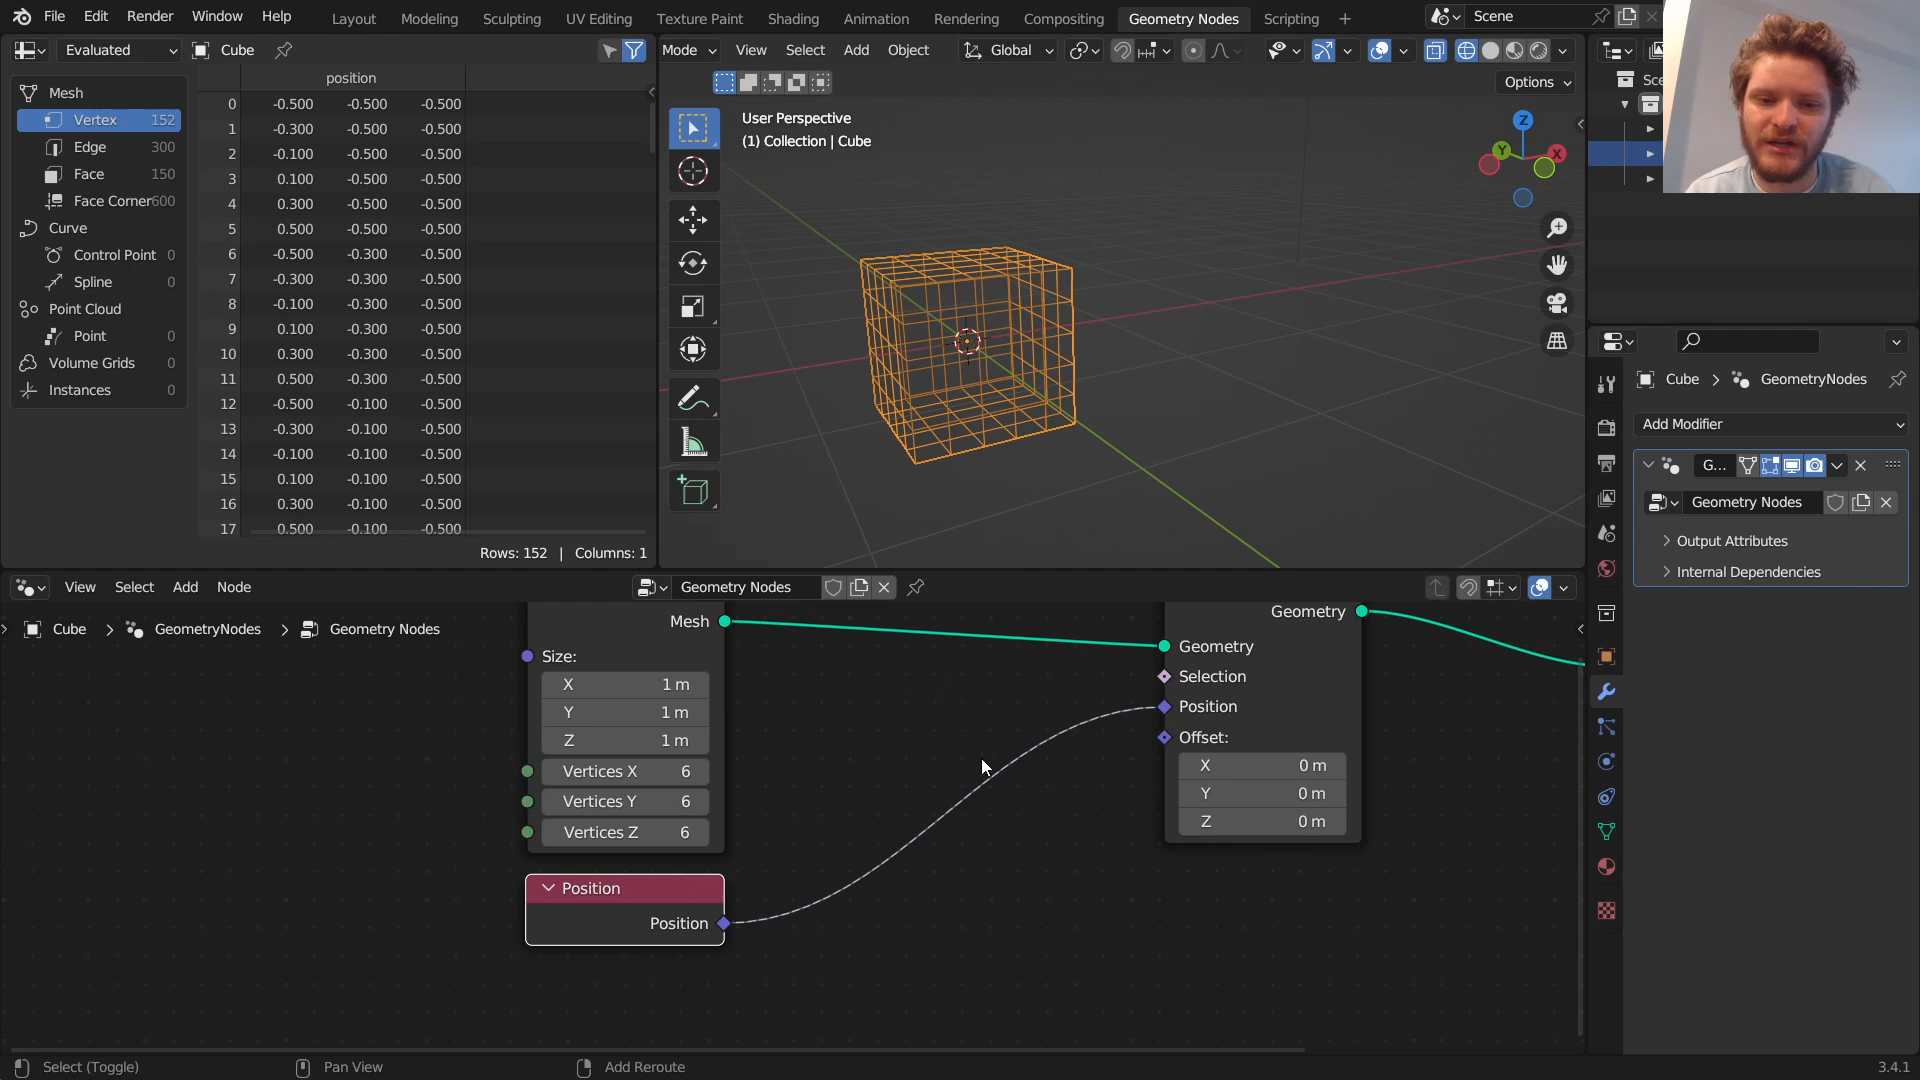 File Edit Render Window Help Layout Modeling Sculpting UV Editing Texture Paint Shading Animation Rendering Compositing Geometry Nodes Scripting Scene
Evaluated Cube
Mode View Select Add Object Global
Options
position
Mesh
Vertex 152
Edge 300
Face 150
Face Corner 600
Curve
Control Point 0
Spline 0
Point Cloud
Point 0
Volume Grids 0
Instances 0
0 -0.500 -0.500 -0.500
1 -0.300 -0.500 -0.500
2 -0.100 -0.500 -0.500
3 0.100 -0.500 -0.500
4 0.300 -0.500 -0.500
5 0.500 -0.500 -0.500
6 -0.500 -0.300 -0.500
7 -0.300 -0.300 -0.500
8 -0.100 -0.300 -0.500
9 0.100 -0.300 -0.500
10 0.300 -0.300 -0.500
11 0.500 -0.300 -0.500
12 -0.500 -0.100 -0.500
13 -0.300 -0.100 -0.500
14 -0.100 -0.100 -0.500
15 0.100 -0.100 -0.500
16 0.300 -0.100 -0.500
17 0.500 -0.100 -0.500
Rows: 152 | Columns: 1
User Perspective
(1) Collection | Cube
Z
Y
X
Sce
Cube > GeometryNodes
Add Modifier
G...
Geometry Nodes
Output Attributes
Internal Dependencies
View Select Add Node
Geometry Nodes
Cube > GeometryNodes > Geometry Nodes
Mesh
Size:
X 1 m
Y 1 m
Z 1 m
Vertices X 6
Vertices Y 6
Vertices Z 6
Position
Position
Geometry
Geometry
Selection
Position
Offset:
X 0 m
Y 0 m
Z 0 m
Select (Toggle) Pan View Add Reroute 3.4.1